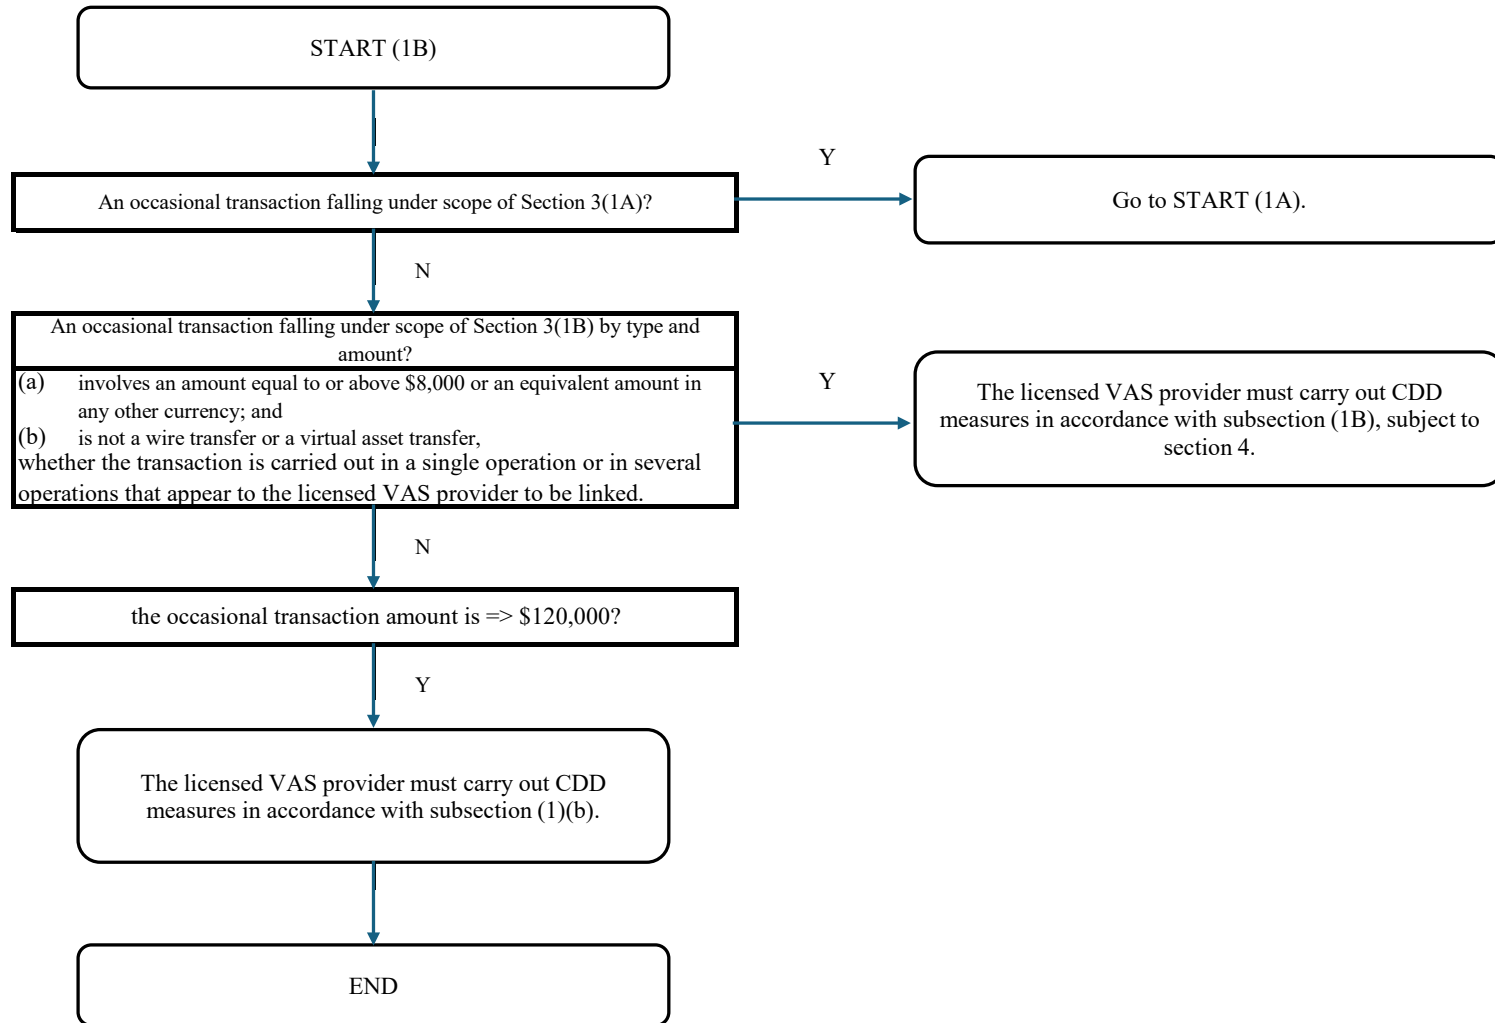 START (1B)
Y
An occasional transaction falling under scope of Section 3(1A)?
Go to START (1A).
N
An occasional transaction falling under scope of Section 3(1B) by type and
amount?
(a) involves an amount equal to or above $8,000 or an equivalent amount in
any other currency; and
(b) is not a wire transfer or a virtual asset transfer,
whether the transaction is carried out in a single operation or in several
operations that appear to the licensed VAS provider to be linked.
Y
The licensed VAS provider must carry out CDD
measures in accordance with subsection (1B), subject to
section 4.
N
the occasional transaction amount is => $120,000?
Y
The licensed VAS provider must carry out CDD
measures in accordance with subsection (1)(b).
END